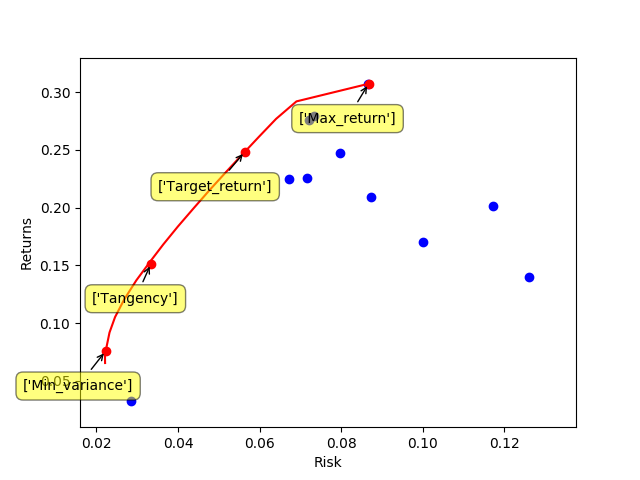 0.30
['Max_return']
0.25
['Target_return']
0.20
Returns
0.15
['Tangency']
0.10
0.05
['Min_variance']
0.02 0.04 0.06 0.08 0.10 0.12
Risk